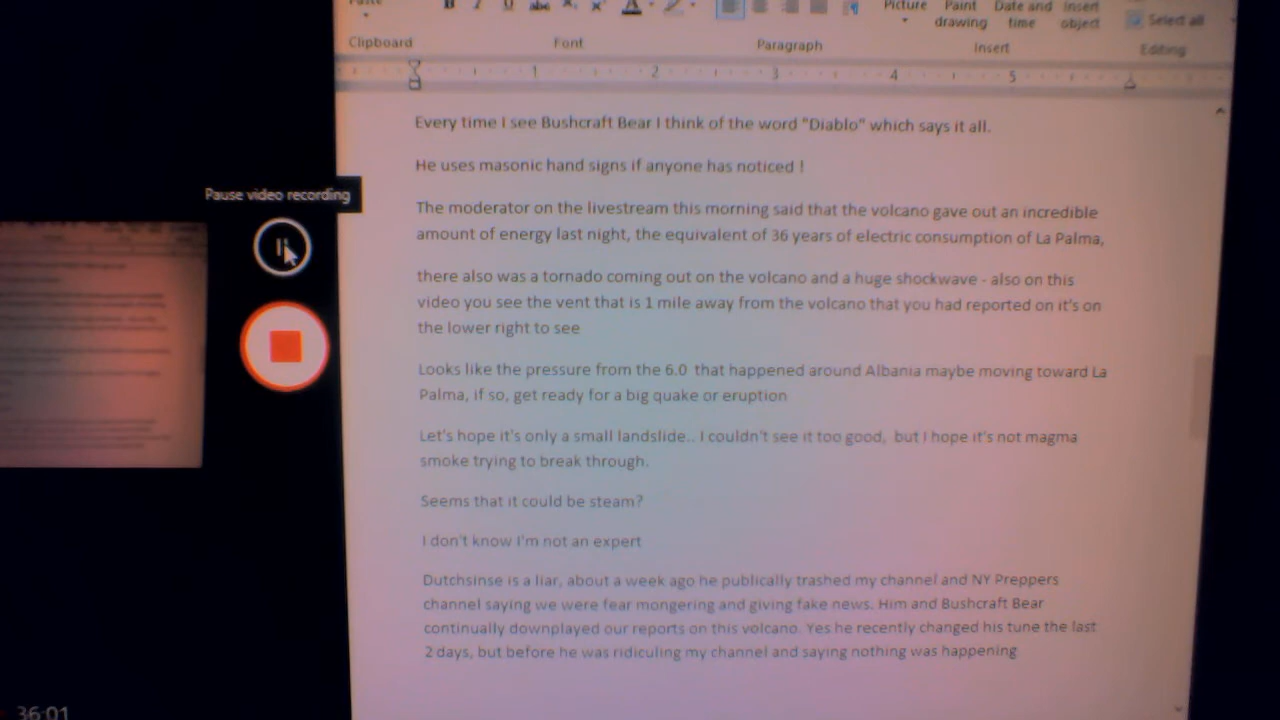 B I U abc X X A
Picture Paint drawing Date and time Insert object Select all
Clipboard Font Paragraph Insert Editing
1 2 3 4 5
Every time I see Bushcraft Bear I think of the word "Diablo" which says it all.
He uses masonic hand signs if anyone has noticed !
Pause video recording
The moderator on the livestream this morning said that the volcano gave out an incredible
amount of energy last night, the equivalent of 36 years of electric consumption of La Palma,
there also was a tornado coming out on the volcano and a huge shockwave - also on this
video you see the vent that is 1 mile away from the volcano that you had reported on it's on
the lower right to see
Looks like the pressure from the 6.0 that happened around Albania maybe moving toward La
Palma, if so, get ready for a big quake or eruption
Let's hope it's only a small landslide.. I couldn't see it too good, but I hope it's not magma
smoke trying to break through.
Seems that it could be steam?
I don't know I'm not an expert
Dutchsinse is a liar, about a week ago he publically trashed my channel and NY Preppers
channel saying we were fear mongering and giving fake news. Him and Bushcraft Bear
continually downplayed our reports on this volcano. Yes he recently changed his tune the last
2 days, but before he was ridiculing my channel and saying nothing was happening
36:01